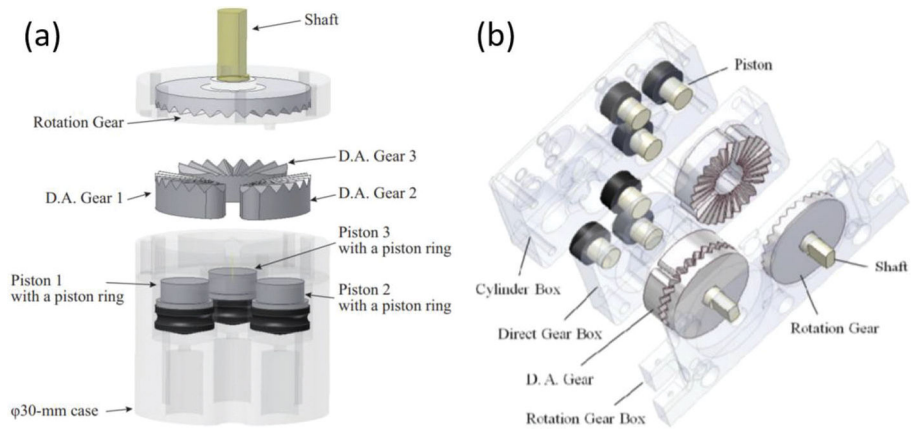 (a)
Shaft
Rotation Gear
D.A. Gear 3
D.A. Gear 1
D.A. Gear 2
Piston 3
with a piston ring
Piston 1
with a piston ring
Piston 2
with a piston ring
φ30-mm case
(b)
Piston
Cylinder Box
Shaft
Direct Gear Box
Rotation Gear
D. A. Gear
Rotation Gear Box